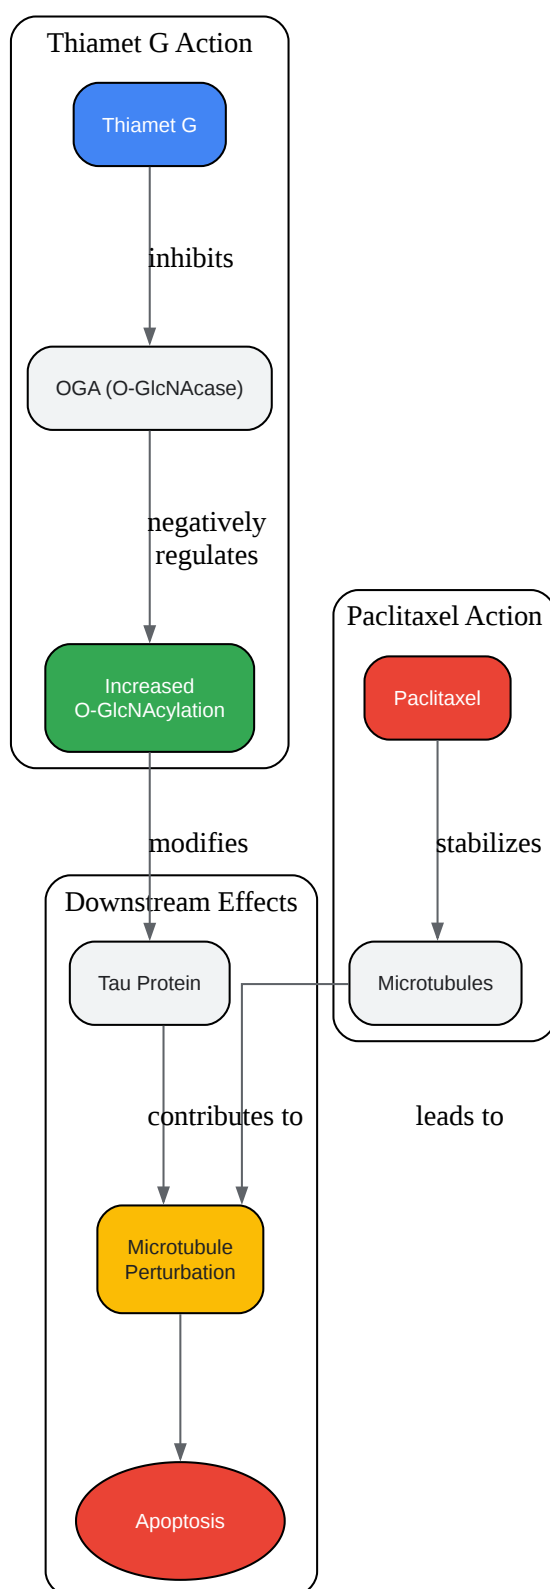 Thiamet G Action
Thiamet G
inhibits
OGA (O-GlcNAcase)
negatively
regulates
Increased
O-GlcNAcylation
Paclitaxel Action
Paclitaxel
modifies
stabilizes
Downstream Effects
Tau Protein
Microtubules
contributes to
leads to
Microtubule
Perturbation
Apoptosis